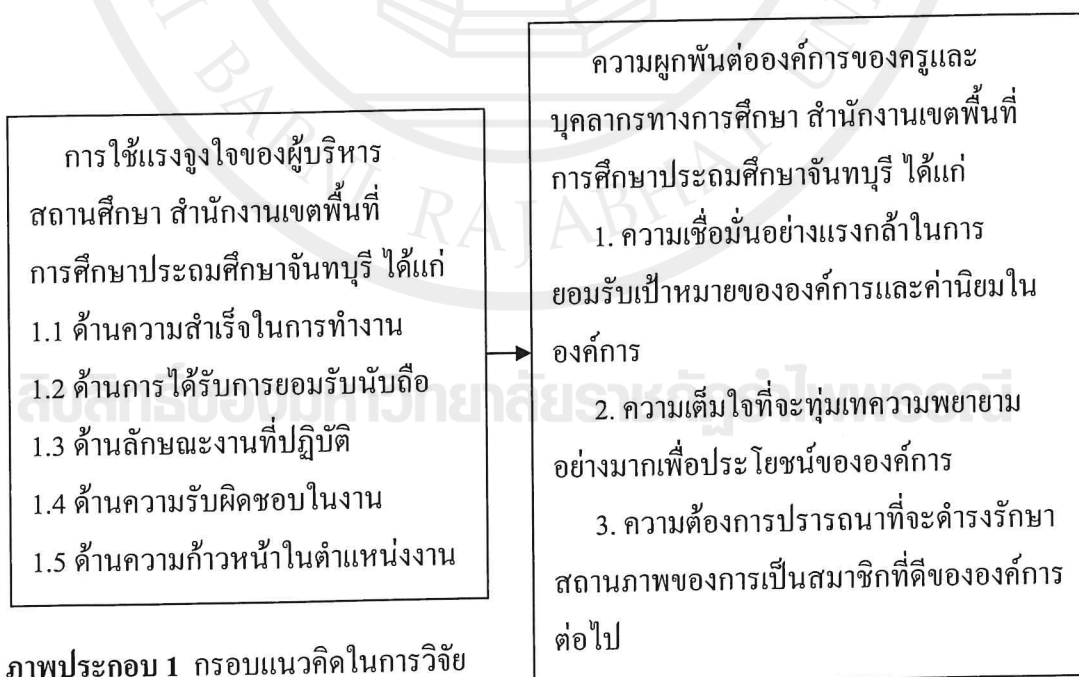 การใช้แรงจูงใจของผู้บริหาร
สถานศึกษา สำนักงานเขตพื้นที่
การศึกษาประถมศึกษาจันทบุรี ได้แก่
1.1 ด้านความสำเร็จในการทำงาน
1.2 ด้านการได้รับการยอมรับนับถือ
1.3 ด้านลักษณะงานที่ปฏิบัติ
1.4 ด้านความรับผิดชอบในงาน
1.5 ด้านความก้าวหน้าในตำแหน่งงาน
ความผูกพันต่อองค์การของครูและ
บุคลากรทางการศึกษา สำนักงานเขตพื้นที่
การศึกษาประถมศึกษาจันทบุรี ได้แก่
1. ความเชื่อมั่นอย่างแรงกล้าในการ
ยอมรับเป้าหมายขององค์การและค่านิยมใน
องค์การ
2. ความเต็มใจที่จะทุ่มเทความพยายาม
อย่างมากเพื่อประโยชน์ขององค์การ
3. ความต้องการปรารถนาที่จะดำรงรักษา
สถานภาพของการเป็นสมาชิกที่ดีขององค์การ
ต่อไป
ภาพประกอบ 1 กรอบแนวคิดในการวิจัย
BARNI RAJABHAT